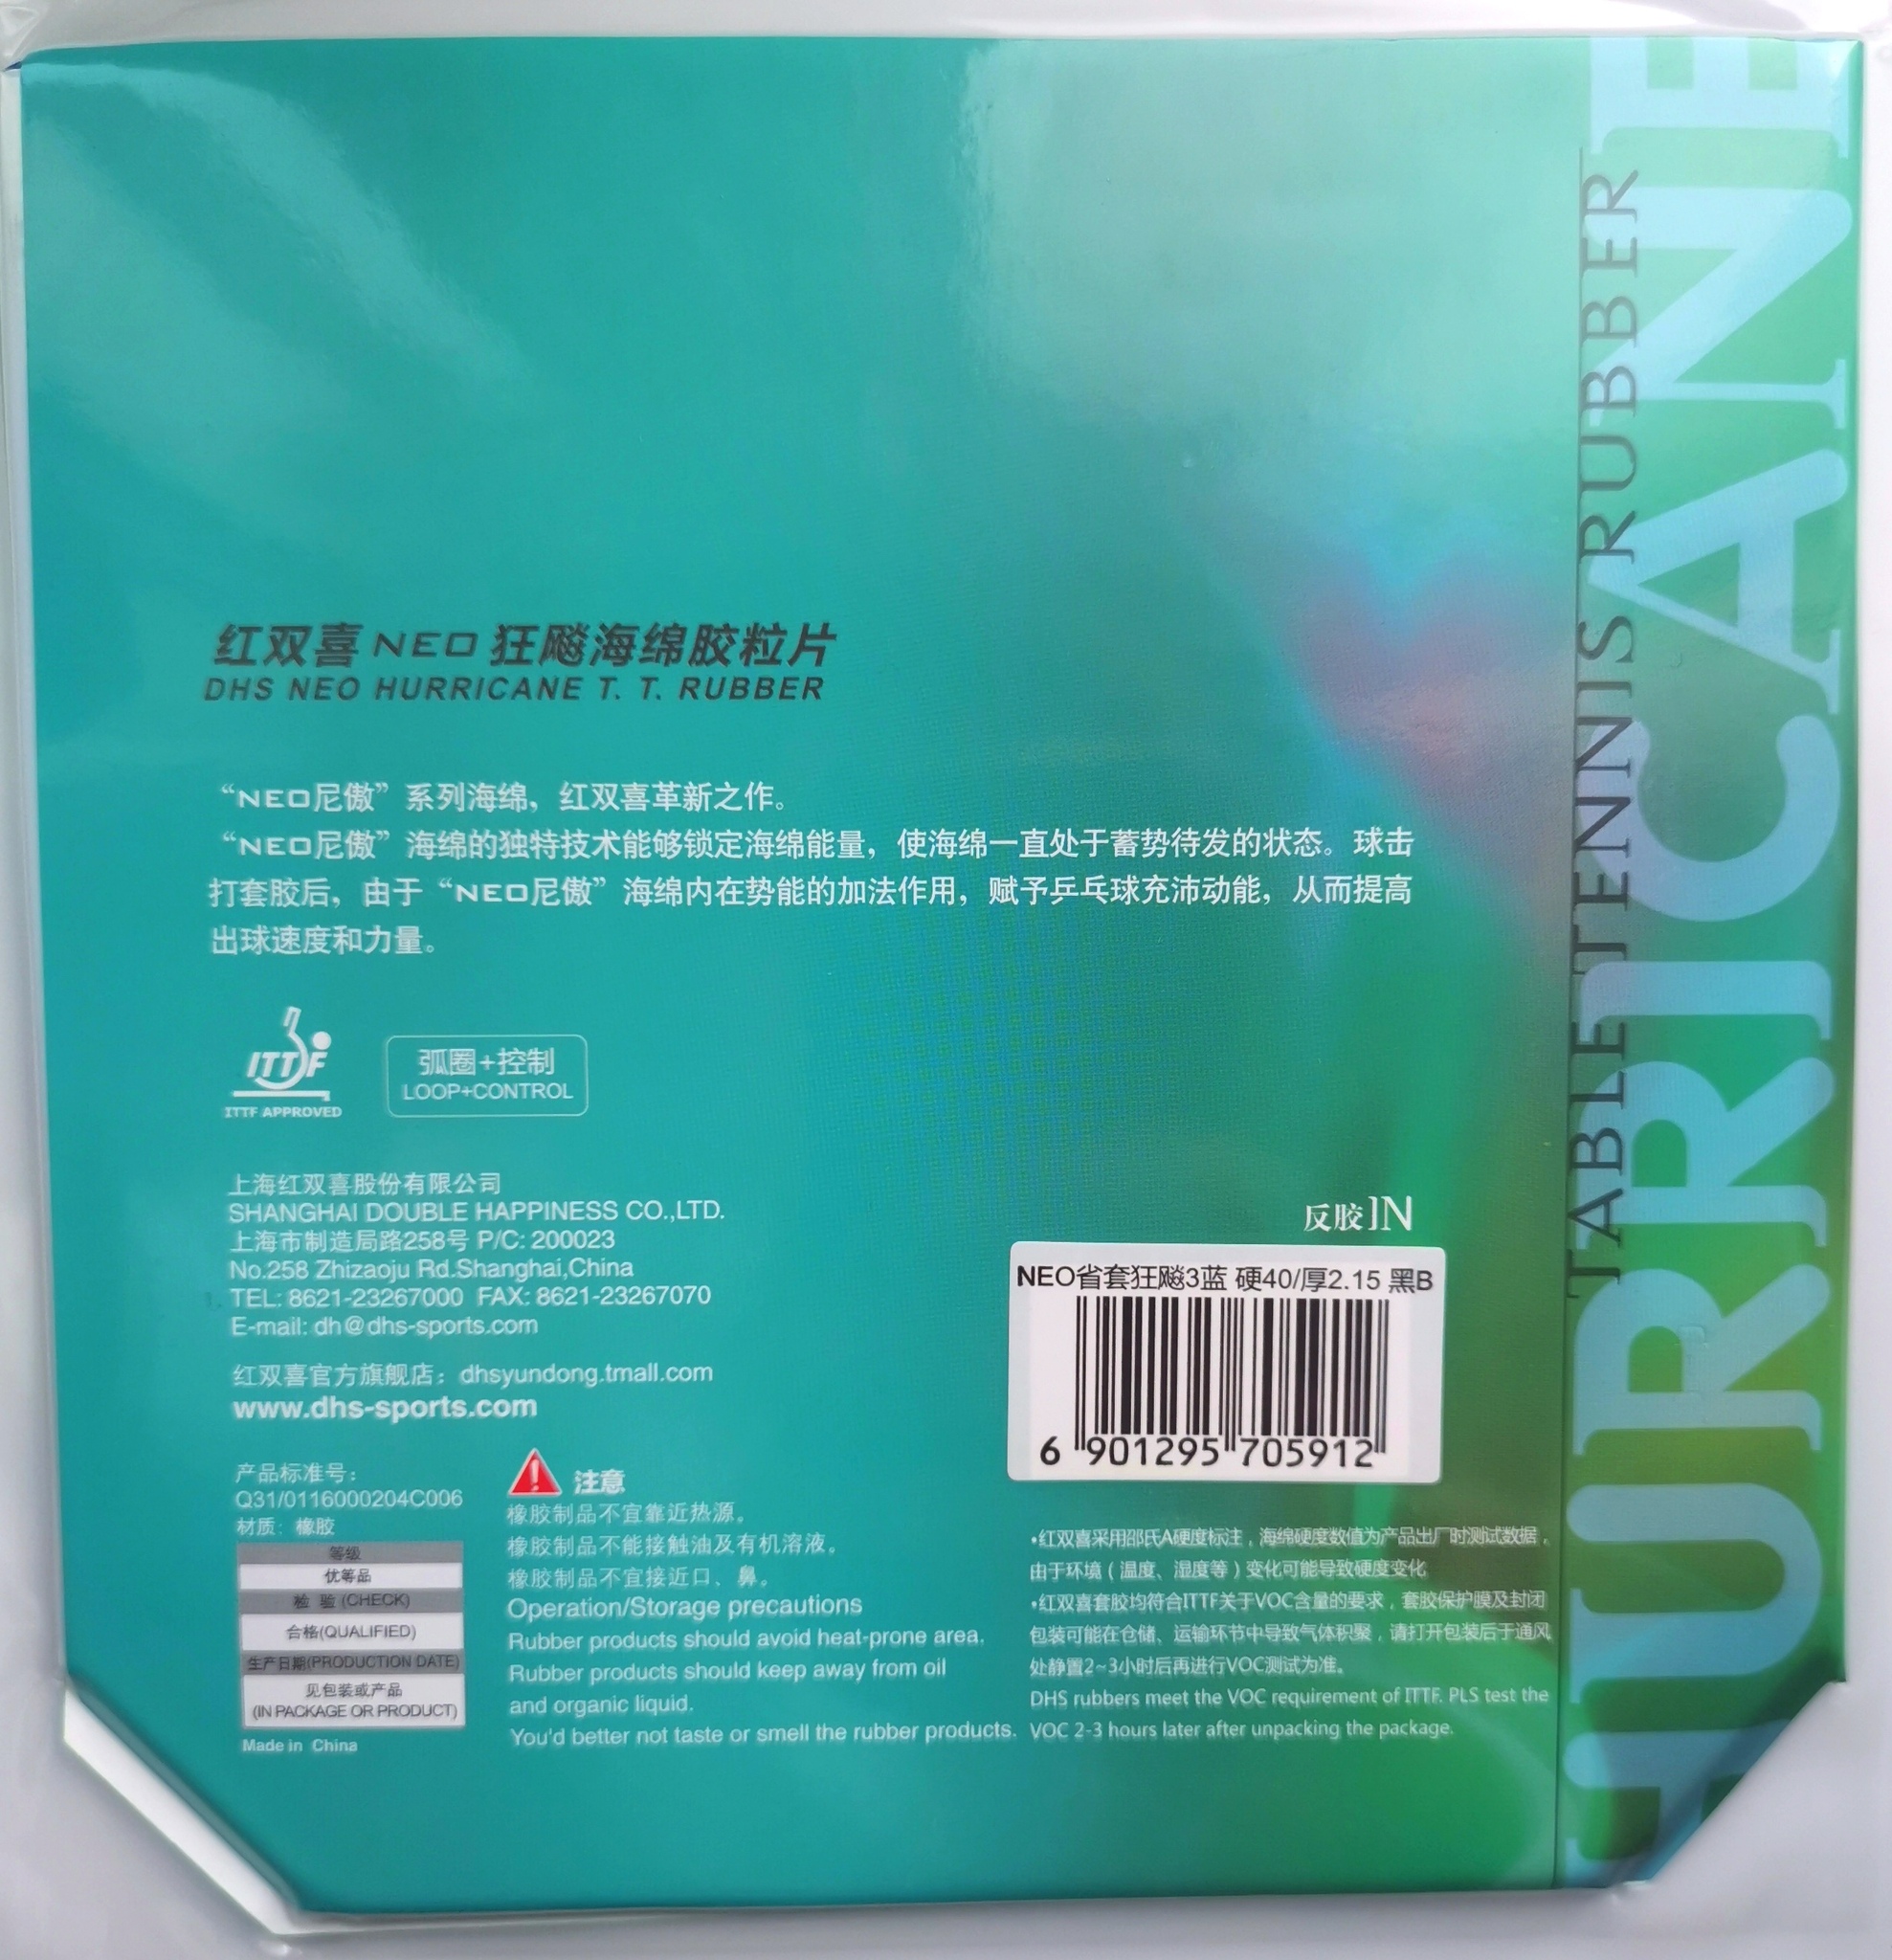 红双喜 NEO 狂飚海绵胶粒片
DHS NEO HURRICANE T. T. RUBBER
“NEO尼傲”系列海绵，红双喜革新之作。
“NEO尼傲”海绵的独特技术能够锁定海绵能量，使海绵一直处于蓄势待发的状态。球击
打套胶后，由于“NEO尼傲”海绵内在势能的加法作用，赋予乒乓球充沛动能，从而提高
出球速度和力量。
ITTF
ITTF APPROVED
弧圈+控制
LOOP+CONTROL
上海红双喜股份有限公司
SHANGHAI DOUBLE HAPPINESS CO.,LTD.
上海市制造局路258号 P/C: 200023
No.258 Zhizaoju Rd.Shanghai,China
TEL: 8621-23267000 FAX: 8621-23267070
E-mail: dh@dhs-sports.com
红双喜官方旗舰店：dhsyundong.tmall.com
www.dhs-sports.com
产品标准号：
Q31/0116000204C006
材质：橡胶
等级
优等品
检 验 (CHECK)
合格(QUALIFIED)
生产日期(PRODUCTION DATE)
见包装或产品
(IN PACKAGE OR PRODUCT)
Made in China
注意
橡胶制品不宜靠近热源。
橡胶制品不能接触油及有机溶液。
橡胶制品不宜接近口、鼻。
Operation/Storage precautions
Rubber products should avoid heat-prone area.
Rubber products should keep away from oil
and organic liquid.
You'd better not taste or smell the rubber products.
反胶IN
NEO省套狂飚3蓝 硬40/厚2.15 黑B
6 901295 705912
•红双喜采用邵氏A硬度标注，海绵硬度数值为产品出厂时测试数据，
由于环境（温度、湿度等）变化可能导致硬度变化
•红双喜套胶均符合ITTF关于VOC含量的要求，套胶保护膜及封闭
包装可能在仓储、运输环节中导致气体积聚，请打开包装后于通风
处静置2~3小时后再进行VOC测试为准。
DHS rubbers meet the VOC requirement of ITTF. PLS test the
VOC 2-3 hours later after unpacking the package.
TABLE TENNIS RUBBER
HURRICANE